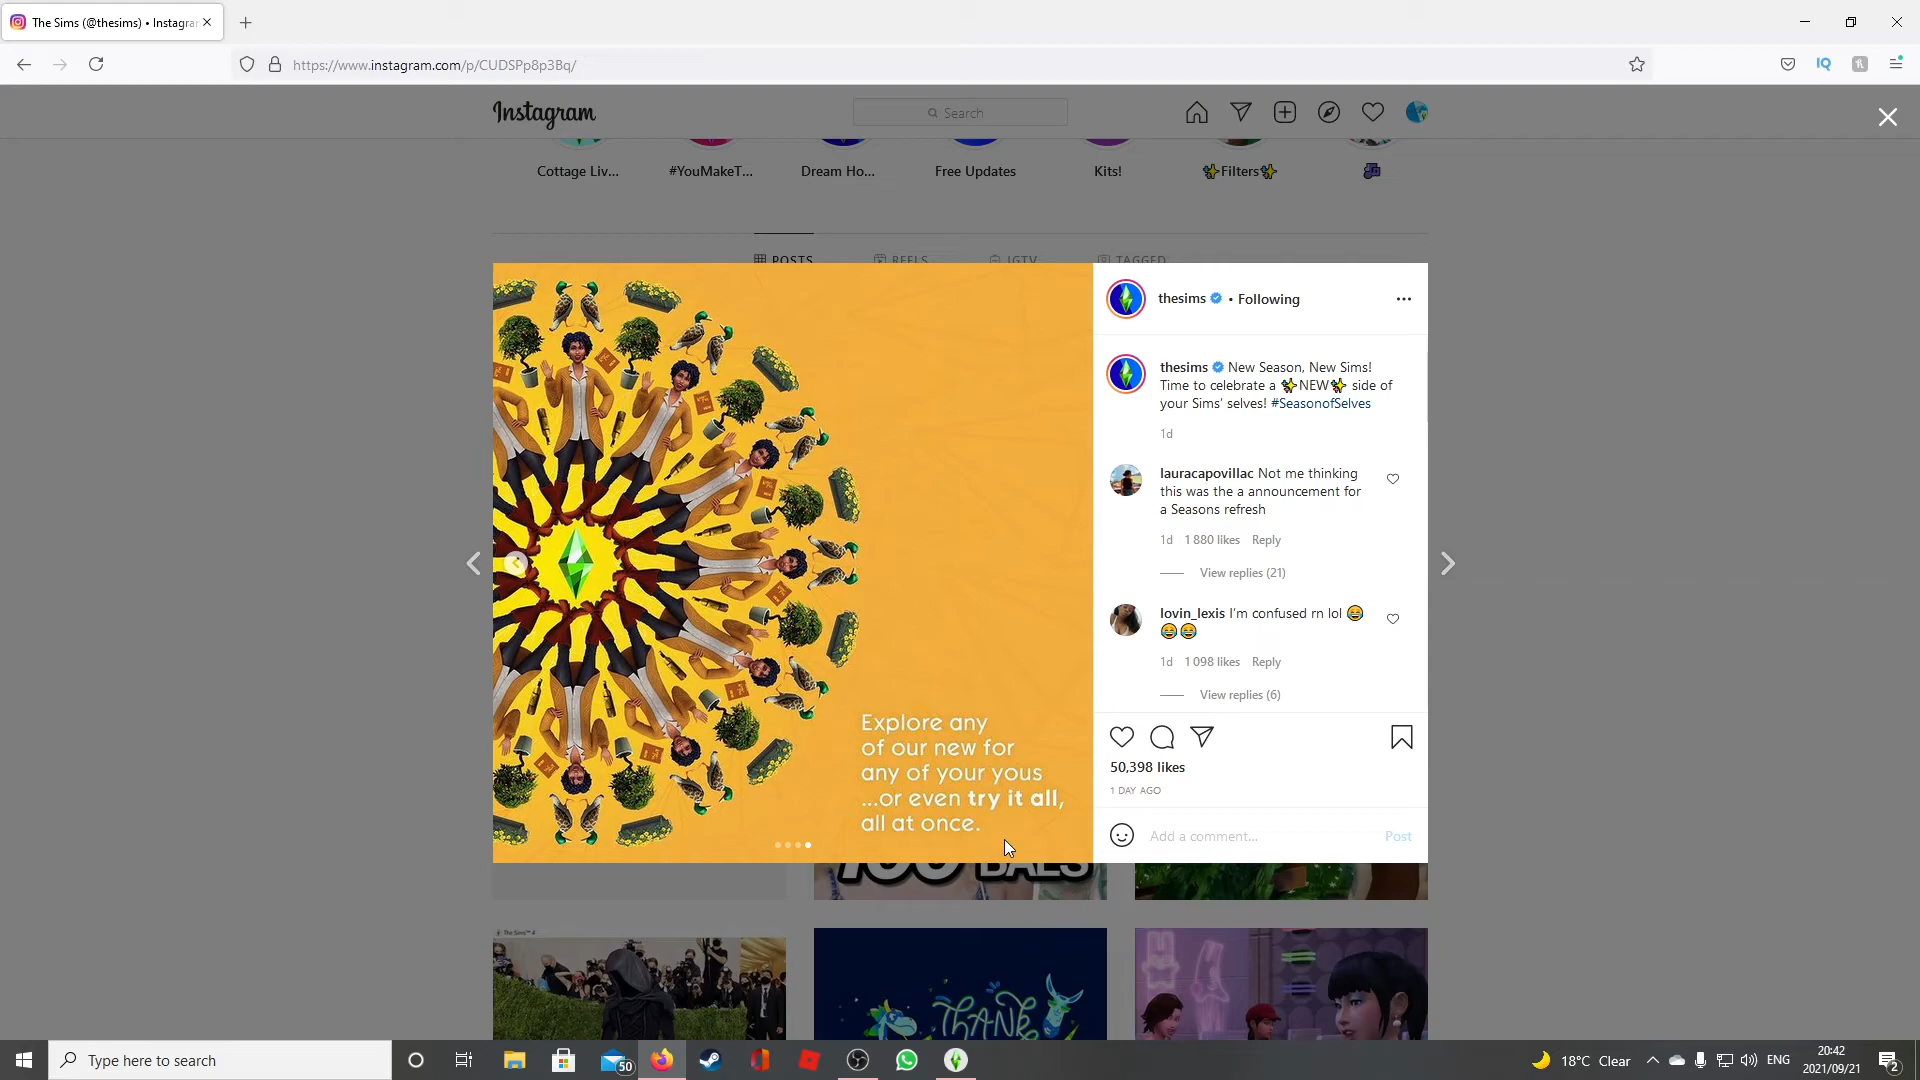 The Sims (@thesims) • Instagra
https://www.instagram.com/p/CUDSPp8p3Bq/
IQ
Instagram
Search
Cottage Liv...
#YouMakeT...
Dream Ho...
Free Updates
Kits!
✨Filters✨
POSTS
REELS
IGTV
TAGGED
thesims • Following
thesims New Season, New Sims!
Time to celebrate a ✨NEW✨ side of
your Sims' selves! #SeasonofSelves
1d
lauracapovillac Not me thinking
this was the a announcement for
a Seasons refresh
1d 1 880 likes Reply
View replies (21)
lovin_lexis I'm confused rn lol 😂
😂😂
1d 1 098 likes Reply
View replies (6)
Explore any
of our new for
any of your yous
...or even try it all,
all at once.
50,398 likes
1 DAY AGO
Add a comment...
Post
100 BAES
The Sims™ 4
THANK
Type here to search
50
18°C Clear
ENG
20:42
2021/09/21
2